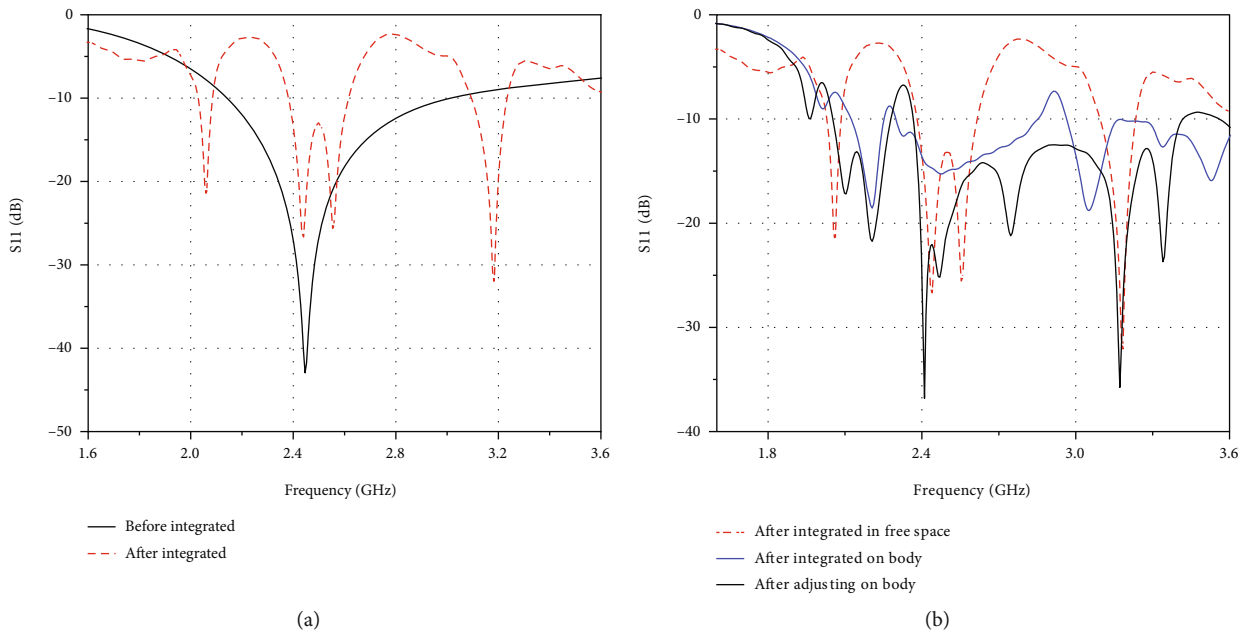 0
−10
−20
−30
−40
−50
S11 (dB)
1.6
2.0
2.4
2.8
3.2
3.6
Frequency (GHz)
Before integrated
After integrated
(a)
0
−10
−20
−30
−40
S11 (dB)
1.8
2.4
3.0
3.6
Frequency (GHz)
After integrated in free space
After integrated on body
After adjusting on body
(b)